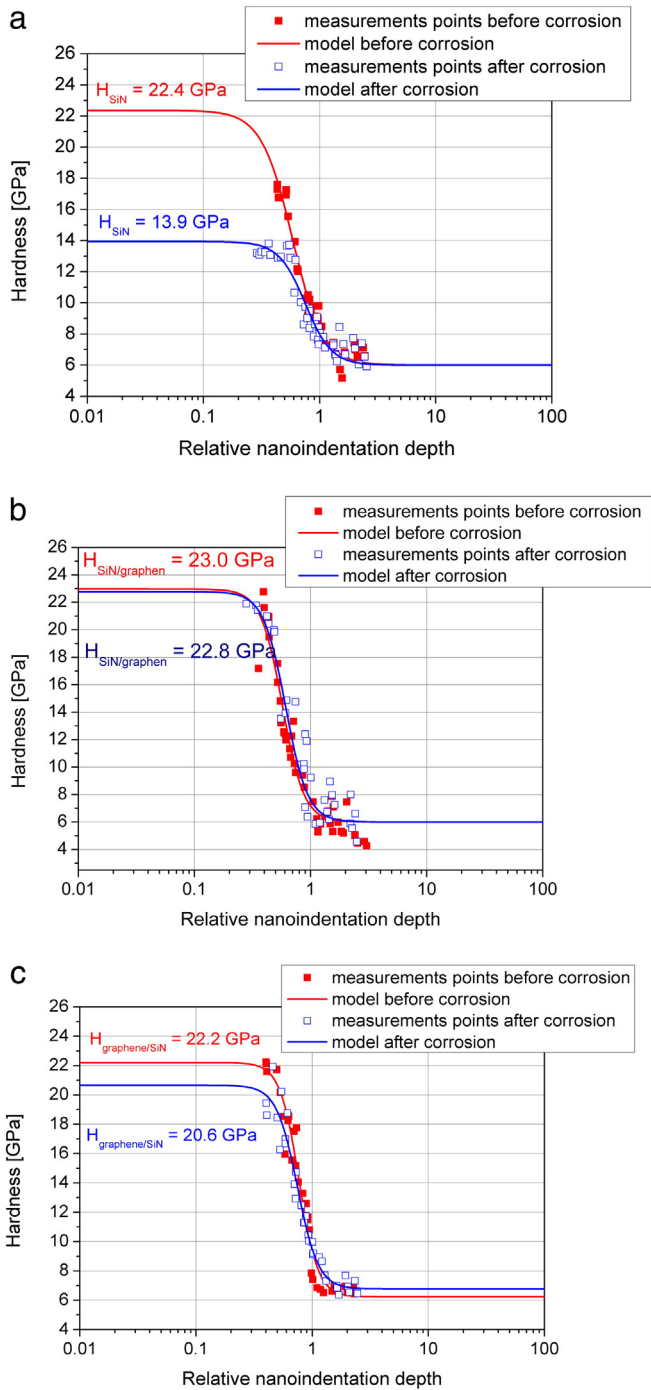 a
measurements points before corrosion
model before corrosion
measurements points after corrosion
model after corrosion
26
24
22
20
18
16
14
12
10
8
6
4
H_SiN = 22.4 GPa
H_SiN = 13.9 GPa
Hardness [GPa]
0.01 0.1 1 10 100
Relative nanoindentation depth
b
measurements points before corrosion
model before corrosion
measurements points after corrosion
model after corrosion
26
24
22
20
18
16
14
12
10
8
6
4
H_SiN/graphen = 23.0 GPa
H_SiN/graphen = 22.8 GPa
Hardness [GPa]
0.01 0.1 1 10 100
Relative nanoindentation depth
c
measurements points before corrosion
model before corrosion
measurements points after corrosion
model after corrosion
26
24
22
20
18
16
14
12
10
8
6
4
H_graphene/SiN = 22.2 GPa
H_graphene/SiN = 20.6 GPa
Hardness [GPa]
0.01 0.1 1 10 100
Relative nanoindentation depth